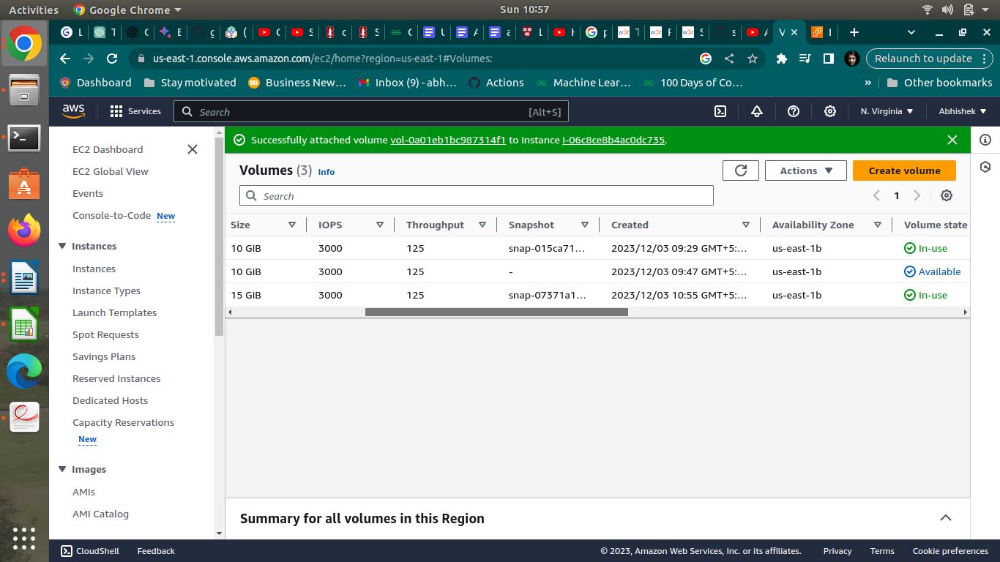 Activities Google Chrome Sun 10:57
us-east-1.console.aws.amazon.com/ec2/home?region=us-east-1#Volumes: Relaunch to update
Dashboard Stay motivated Business New… Inbox (9) - abh… Actions Machine Lear… 100 Days of Co… » Other bookmarks
aws Services Search [Alt+S] N. Virginia Abhishek
Successfully attached volume vol-0a01eb1bc987314f1 to instance i-06c8ce8b4ac0dc735.
EC2 Dashboard
EC2 Global View
Events
Console-to-Code New
Instances
Instances
Instance Types
Launch Templates
Spot Requests
Savings Plans
Reserved Instances
Dedicated Hosts
Capacity Reservations
New
Images
AMIs
AMI Catalog
Volumes (3) Info Actions Create volume
Search 1
Size IOPS Throughput Snapshot Created Availability Zone Volume state
10 GiB 3000 125 snap-015ca71… 2023/12/03 09:29 GMT+5:… us-east-1b In-use
10 GiB 3000 125 - 2023/12/03 09:47 GMT+5:… us-east-1b Available
15 GiB 3000 125 snap-07371a1… 2023/12/03 10:55 GMT+5:… us-east-1b In-use
Summary for all volumes in this Region
CloudShell Feedback © 2023, Amazon Web Services, Inc. or its affiliates. Privacy Terms Cookie preferences